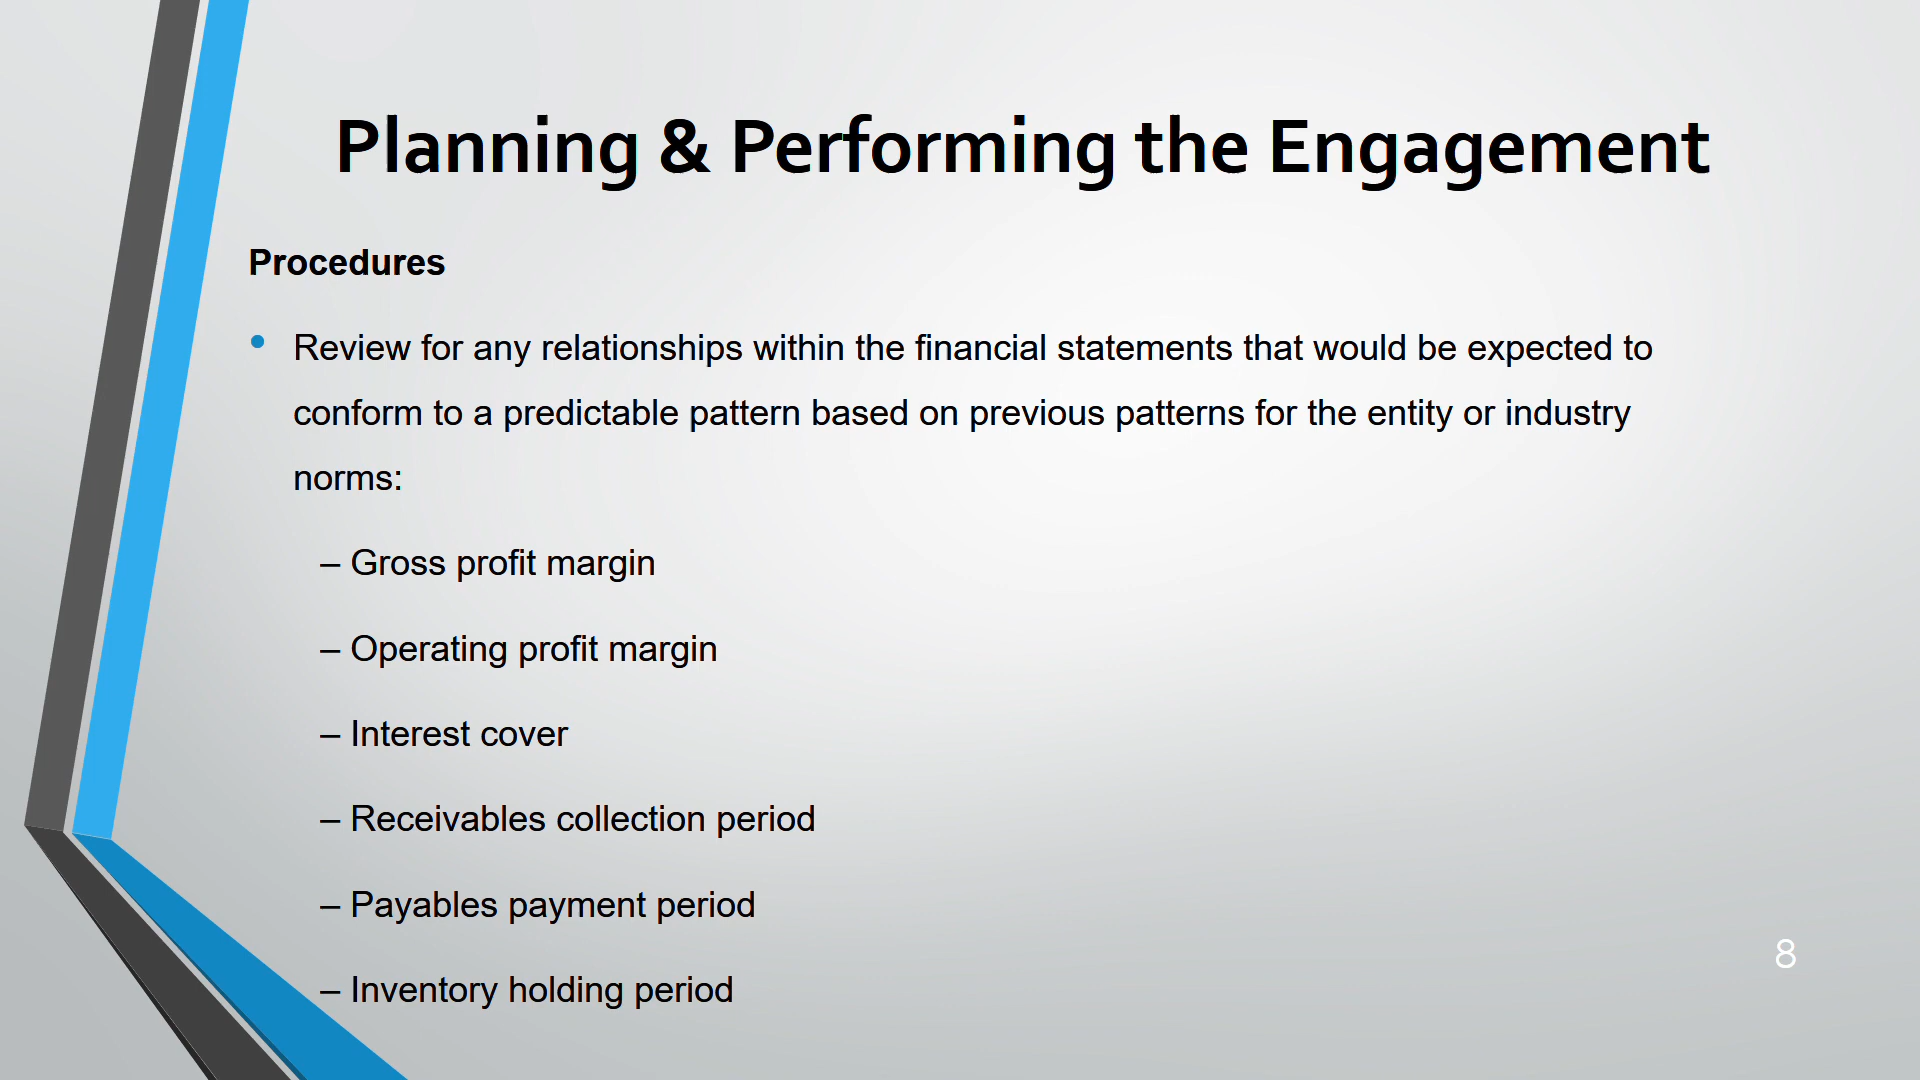 Planning & Performing the Engagement
Procedures
• Review for any relationships within the financial statements that would be expected to
conform to a predictable pattern based on previous patterns for the entity or industry
norms:
– Gross profit margin
– Operating profit margin
– Interest cover
– Receivables collection period
– Payables payment period
– Inventory holding period
8